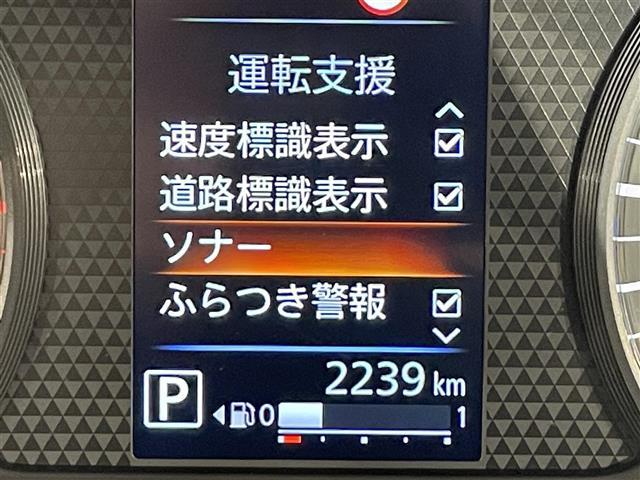 運転支援
速度標識表示
道路標識表示
ソナー
ふらつき警報
2239 km
P
0 1